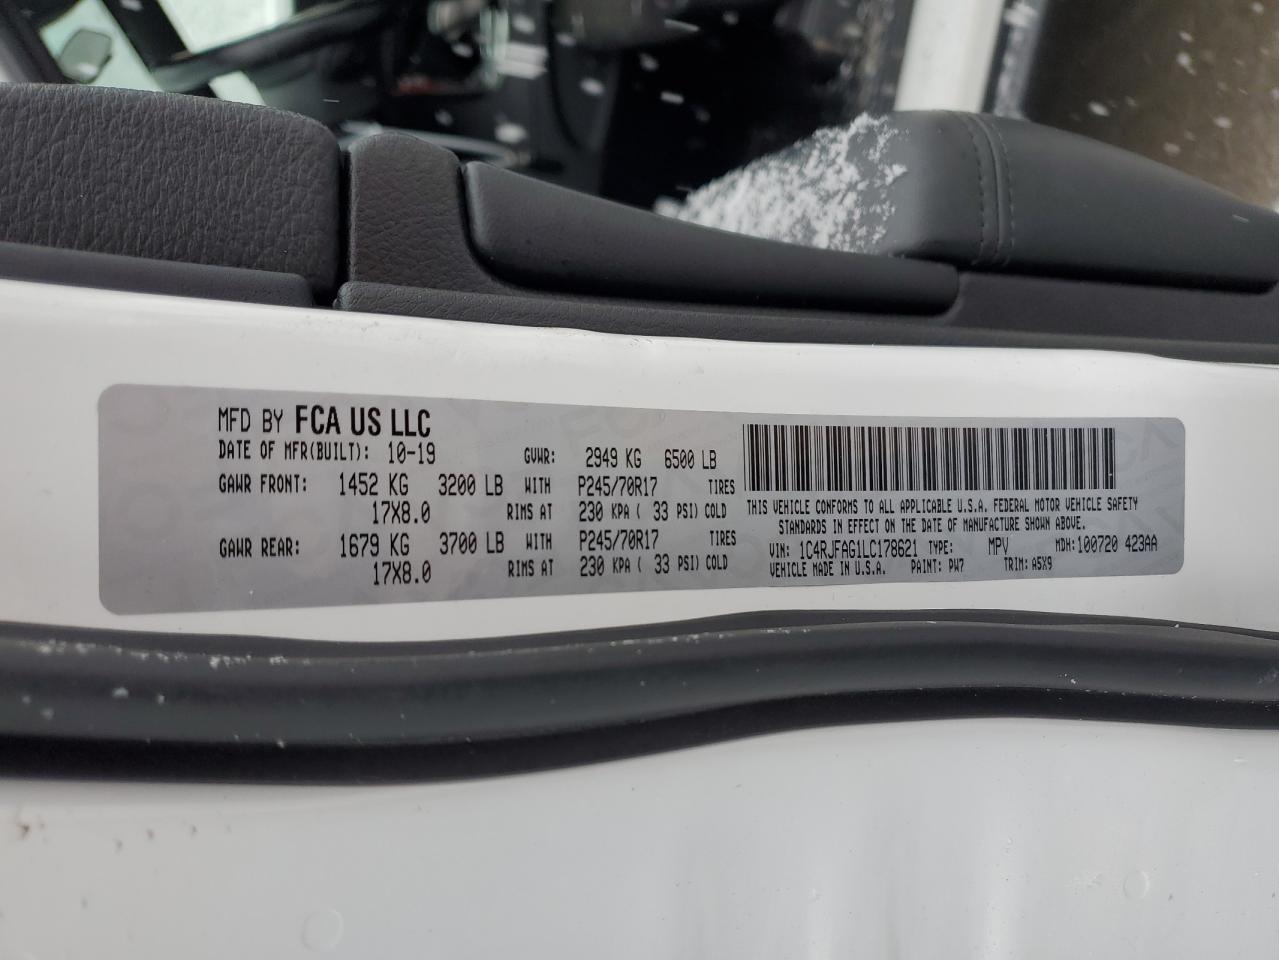 MFD BY FCA US LLC
DATE OF MFR(BUILT): 10-19 GVWR: 2949 KG 6500 LB
GAWR FRONT: 1452 KG 3200 LB WITH P245/70R17 TIRES
17X8.0 RIMS AT 230 KPA ( 33 PSI) COLD
GAWR REAR: 1679 KG 3700 LB WITH P245/70R17 TIRES
17X8.0 RIMS AT 230 KPA ( 33 PSI) COLD
THIS VEHICLE CONFORMS TO ALL APPLICABLE U.S.A. FEDERAL MOTOR VEHICLE SAFETY
STANDARDS IN EFFECT ON THE DATE OF MANUFACTURE SHOWN ABOVE.
VIN: 1C4RJFAG1LC178621 TYPE: MPV MDH:100720 423AA
VEHICLE MADE IN U.S.A. PAINT: PW7 TRIM: A5X9